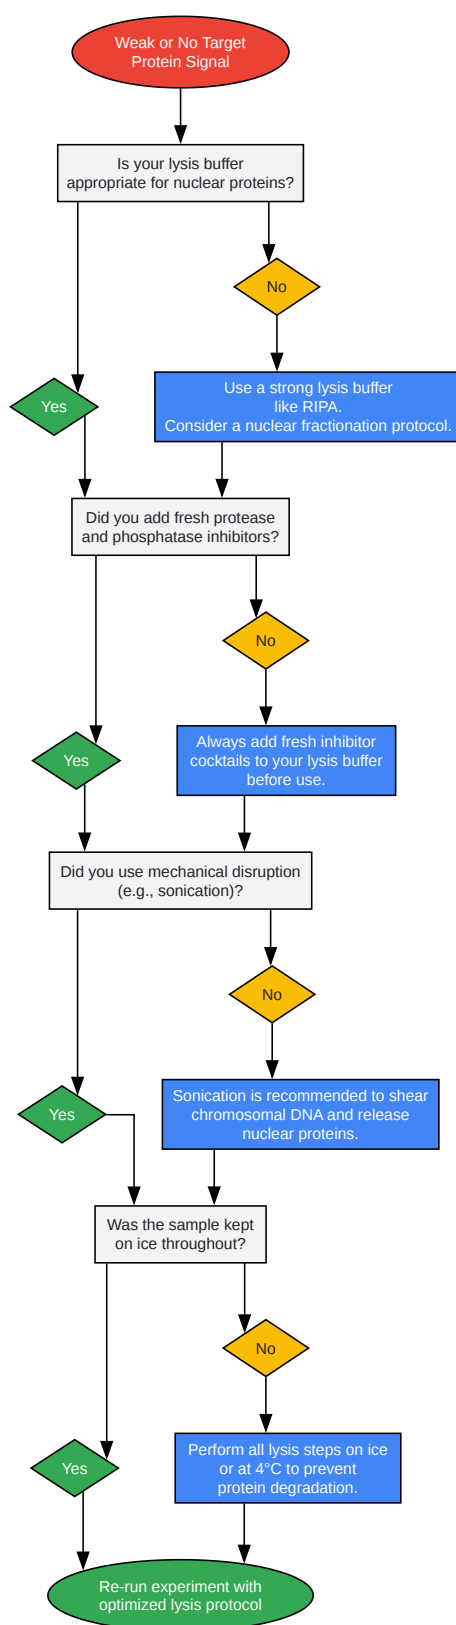 Weak or No Target
Protein Signal
Is your lysis buffer
appropriate for nuclear proteins?
No
Use a strong lysis buffer
like RIPA.
Consider a nuclear fractionation protocol.
Yes
Did you add fresh protease
and phosphatase inhibitors?
No
Always add fresh inhibitor
cocktails to your lysis buffer
before use.
Yes
Did you use mechanical disruption
(e.g., sonication)?
No
Sonication is recommended to shear
chromosomal DNA and release
nuclear proteins.
Yes
Was the sample kept
on ice throughout?
No
Perform all lysis steps on ice
or at 4°C to prevent
protein degradation.
Yes
Re-run experiment with
optimized lysis protocol